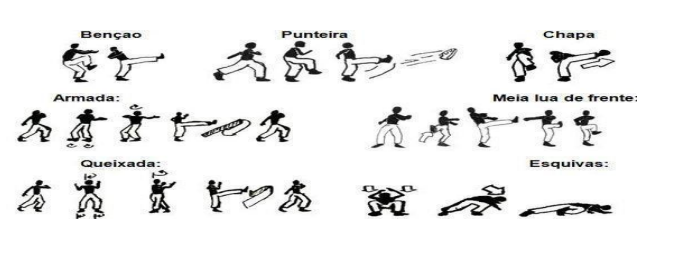 Bençao Punteira Chapa
Armada: Meia lua de frente:
Queixada: Esquivas: